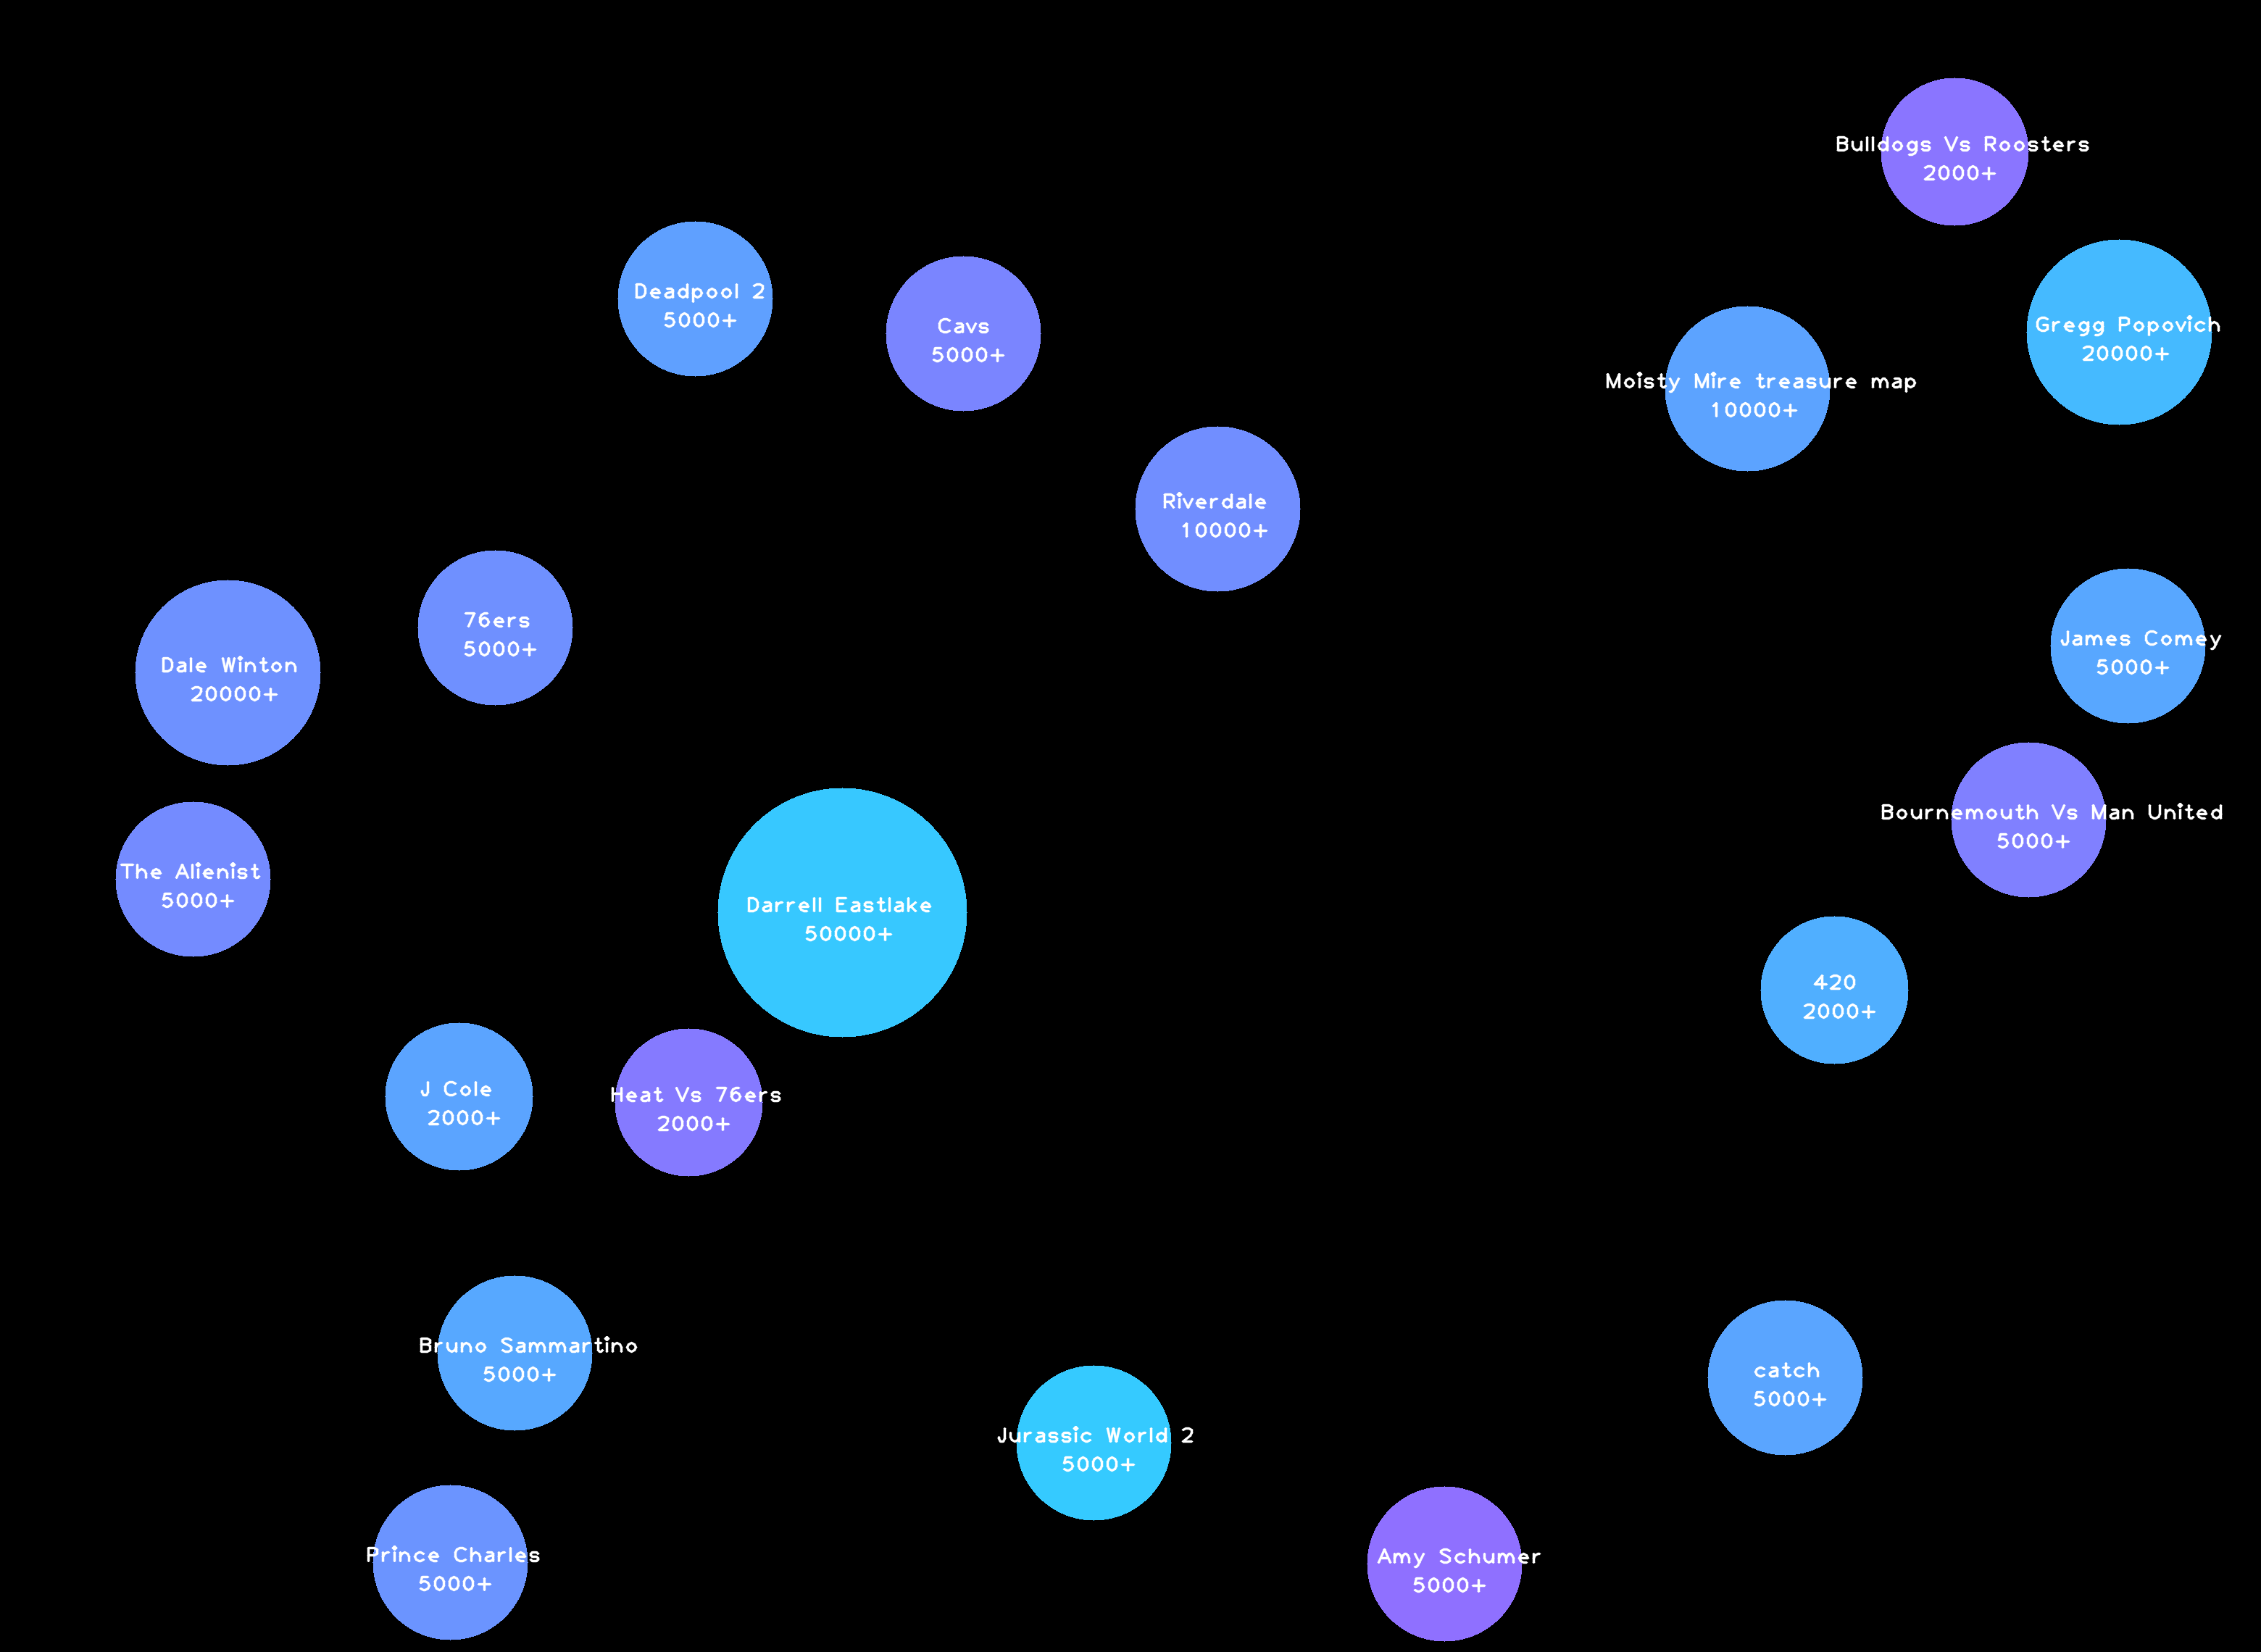 Bulldogs Vs Roosters
2000+
Deadpool 2
5000+
Cavs
5000+
Gregg Popovich
20000+
Moisty Mire treasure map
10000+
Riverdale
10000+
76ers
5000+
James Comey
5000+
Dale Winton
20000+
Bournemouth Vs Man United
5000+
The Alienist
5000+
Darrell Eastlake
50000+
420
2000+
J Cole
2000+
Heat Vs 76ers
2000+
Bruno Sammartino
5000+
catch
5000+
Jurassic World 2
5000+
Prince Charles
5000+
Amy Schumer
5000+